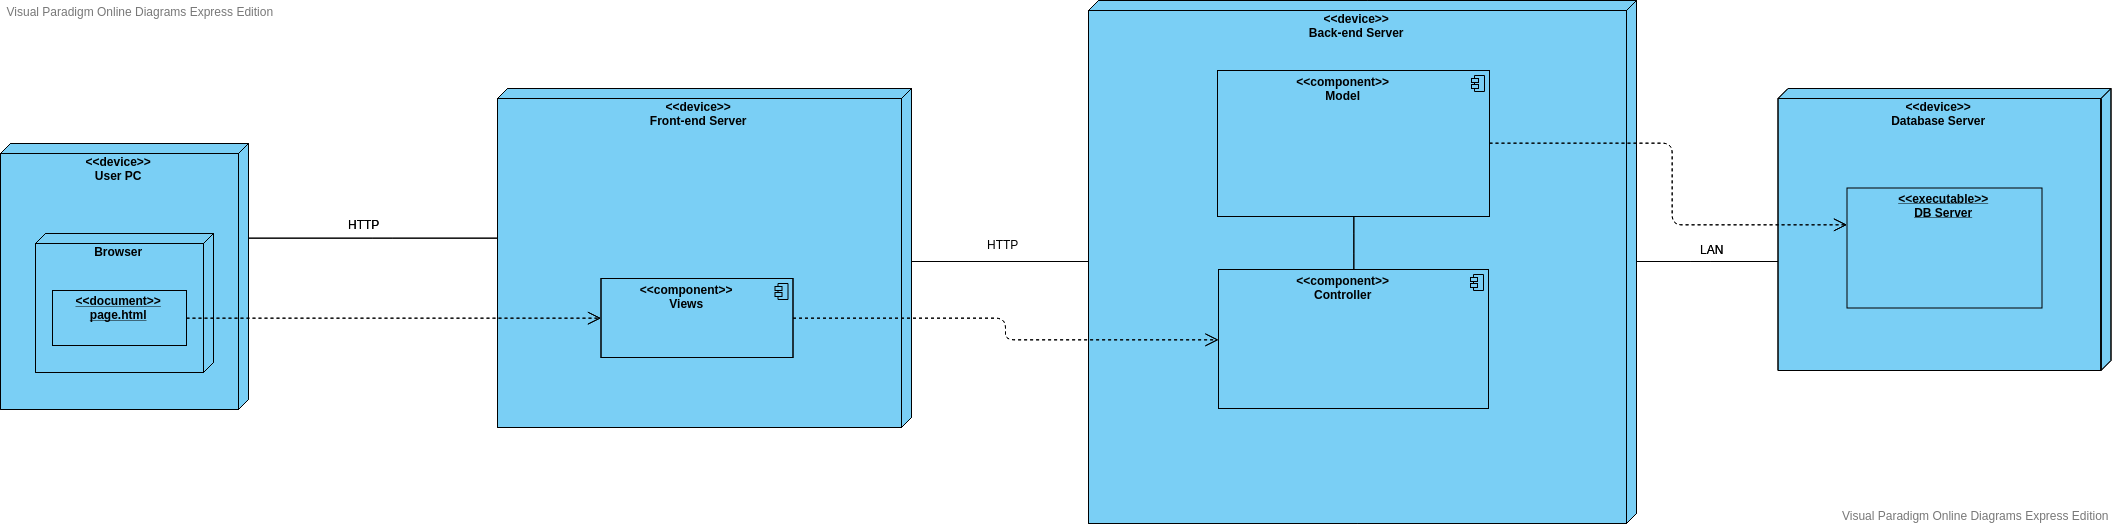 Visual Paradigm Online Diagrams Express Edition
<<device>>
User PC
Browser
<<document>>
page.html
HTTP
<<device>>
Front-end Server
<<component>>
Views
HTTP
<<device>>
Back-end Server
<<component>>
Model
<<component>>
Controller
LAN
<<device>>
Database Server
<<executable>>
DB Server
Visual Paradigm Online Diagrams Express Edition